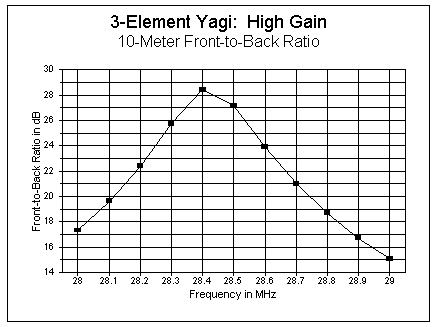 3-Element Yagi: High Gain
10-Meter Front-to-Back Ratio
Front-to-Back Ratio in dB
30
28
26
24
22
20
18
16
14
28 28.1 28.2 28.3 28.4 28.5 28.6 28.7 28.8 28.9 29
Frequency in MHz